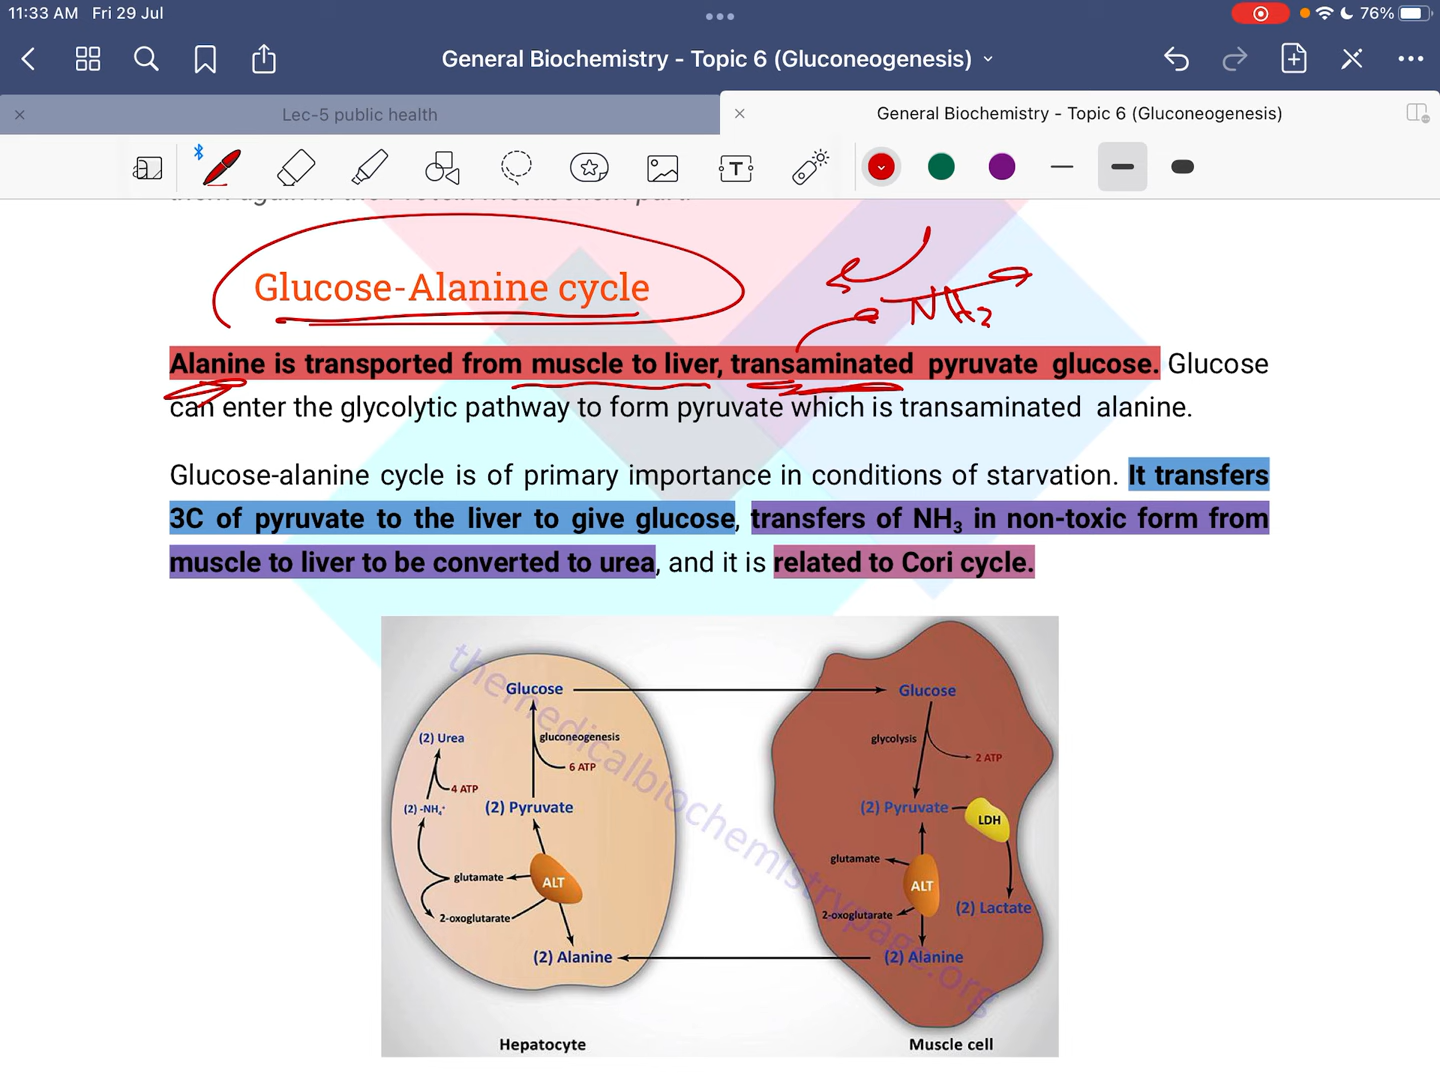 11:33 AM Fri 29 Jul
76%
General Biochemistry - Topic 6 (Gluconeogenesis)
Lec-5 public health
General Biochemistry - Topic 6 (Gluconeogenesis)
Glucose-Alanine cycle
NH2
Alanine is transported from muscle to liver, transaminated pyruvate glucose. Glucose
can enter the glycolytic pathway to form pyruvate which is transaminated alanine.
Glucose-alanine cycle is of primary importance in conditions of starvation. It transfers
3C of pyruvate to the liver to give glucose, transfers of NH3 in non-toxic form from
muscle to liver to be converted to urea, and it is related to Cori cycle.
themedicalbiochemistrypage.org
Glucose
Glucose
(2) Urea
gluconeogenesis
glycolysis
6 ATP
2 ATP
4 ATP
(2) -NH4+
(2) Pyruvate
(2) Pyruvate
LDH
glutamate
glutamate
ALT
ALT
2-oxoglutarate
2-oxoglutarate
(2) Lactate
(2) Alanine
(2) Alanine
Hepatocyte
Muscle cell